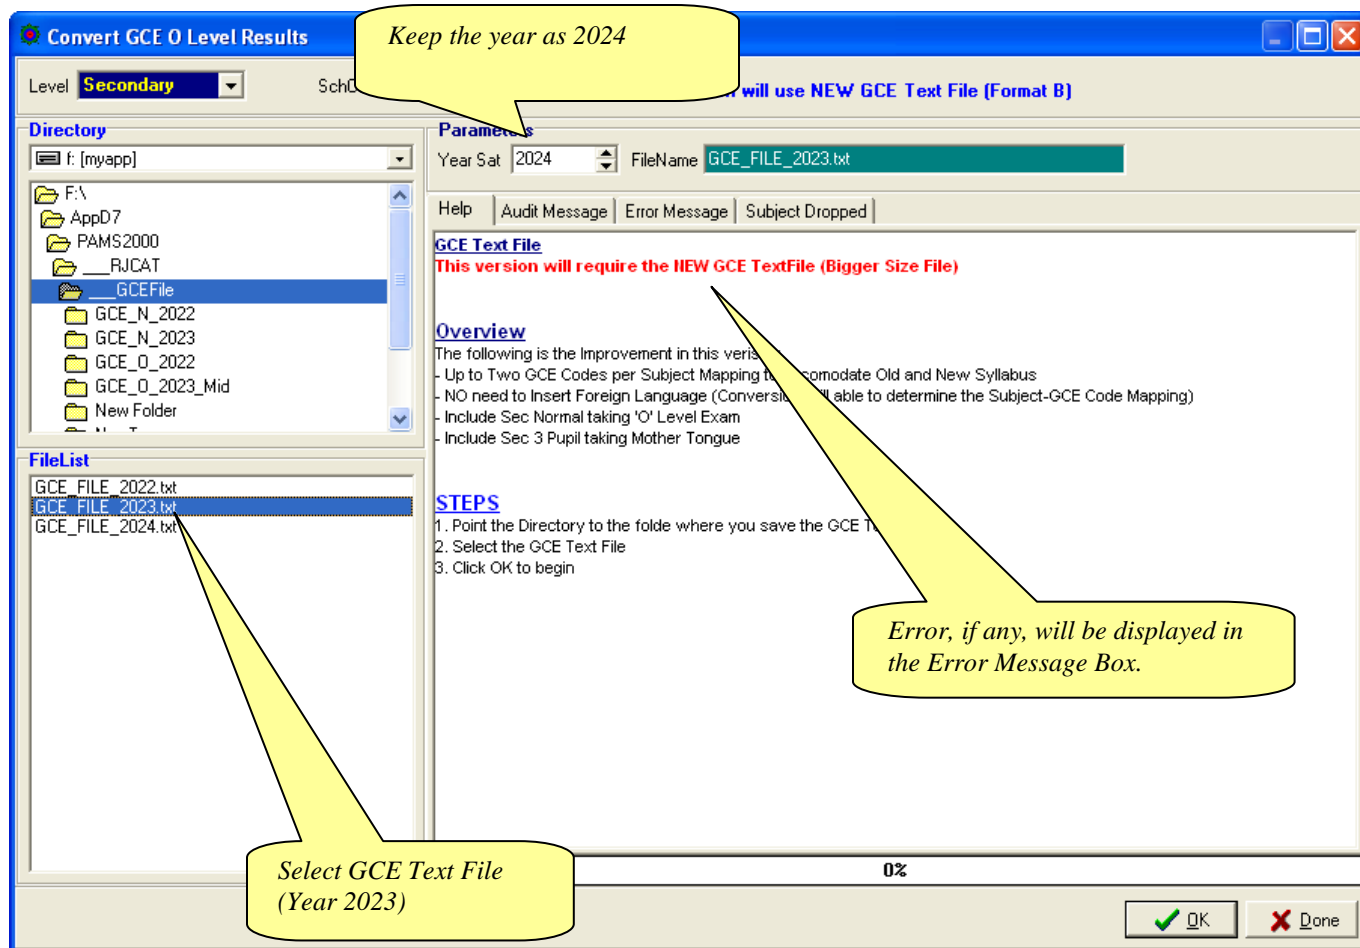 Convert GCE O Level Results
Keep the year as 2024
Level Secondary
will use NEW GCE Text File (Format B)
Directory
f: [myapp]
F:\
AppD7
PAMS2000
___RJCAT
___GCEFile
GCE_N_2022
GCE_N_2023
GCE_O_2022
GCE_O_2023_Mid
New Folder
FileList
GCE_FILE_2022.txt
GCE_FILE_2023.txt
GCE_FILE_2024.txt
Parameters
Year Sat 2024 FileName GCE_FILE_2023.txt
Help Audit Message Error Message Subject Dropped
GCE Text File
This version will require the NEW GCE TextFile (Bigger Size File)
Overview
The following is the Improvement in this
- Up to Two GCE Codes per Subject Mapping Old and New Syllabus
- NO need to Insert Foreign Language able to determine the Subject-GCE Code Mapping)
- Include Sec Normal taking 'O' Level Exam
- Include Sec 3 Pupil taking Mother Tongue
STEPS
1. Point the Directory to the folde where you save the GCE
2. Select the GCE Text File
3. Click OK to begin
Error, if any, will be displayed in
the Error Message Box.
Select GCE Text File
(Year 2023)
0%
OK Done